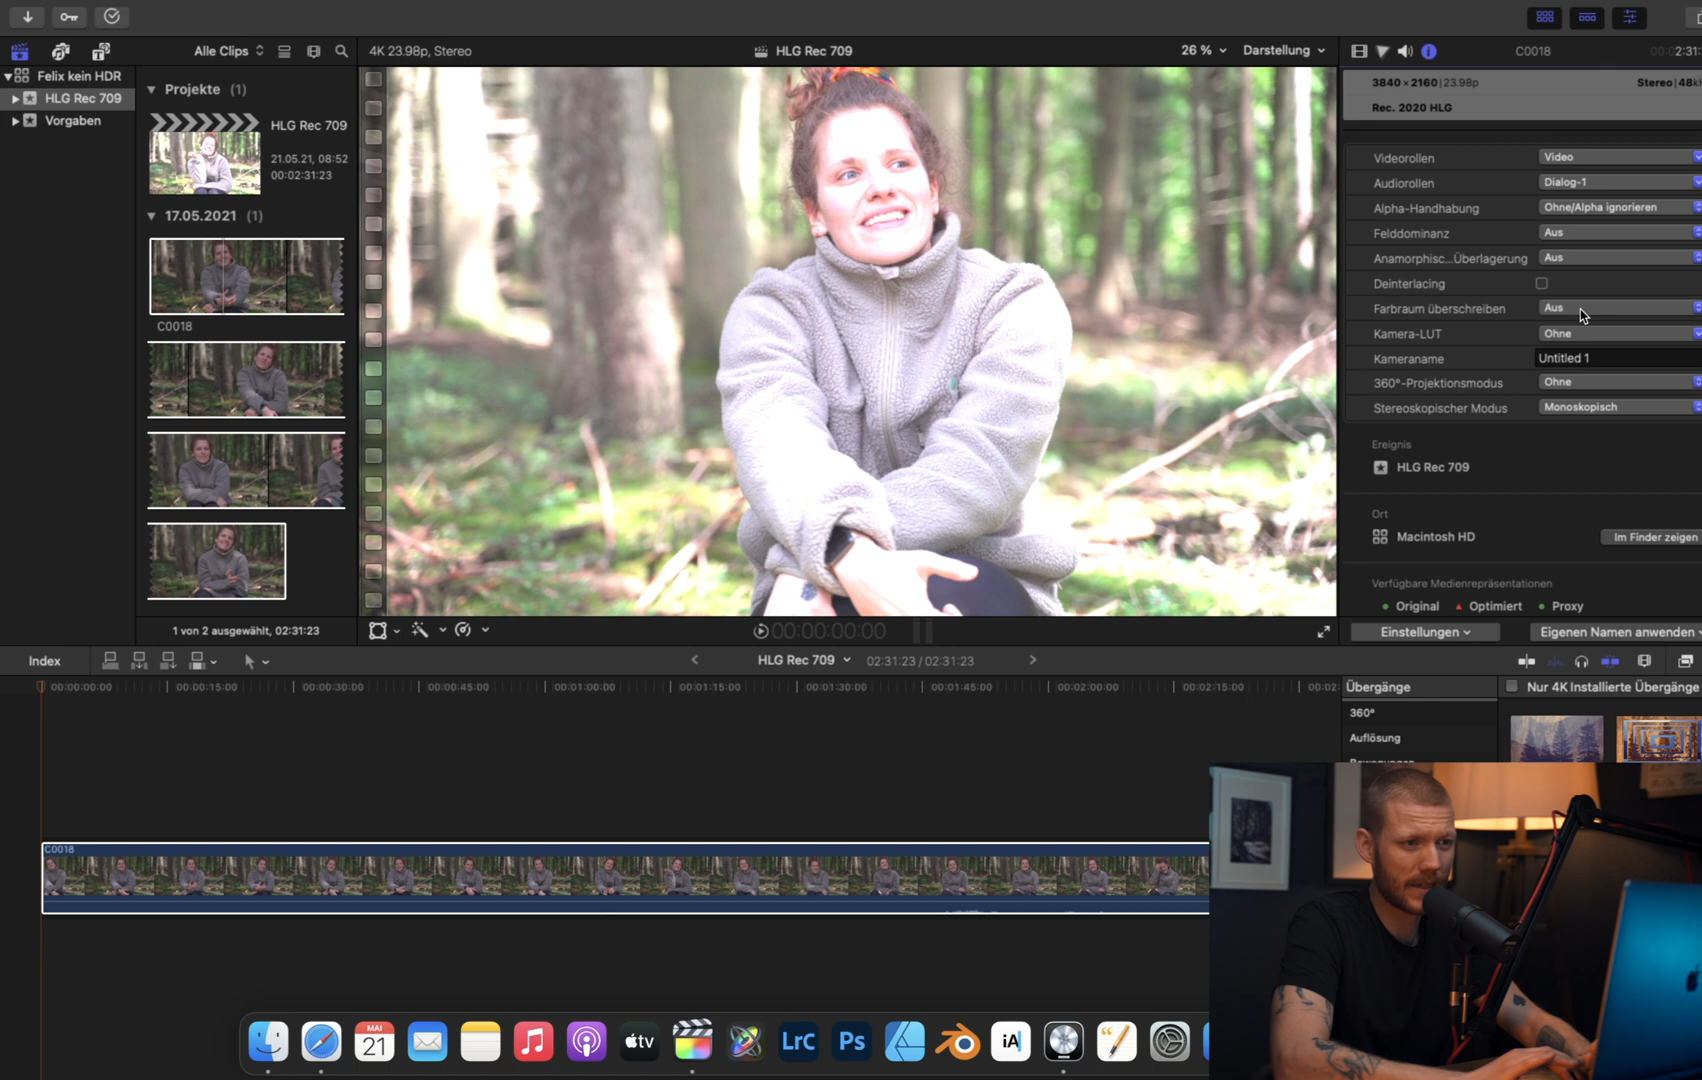 Alle Clips
4K 23.98p, Stereo
HLG Rec 709
26 %
Darstellung
C0018
Felix kein HDR
HLG Rec 709
Vorgaben
Projekte (1)
HLG Rec 709
21.05.21, 08:52
00:02:31:23
17.05.2021 (1)
C0018
1 von 2 ausgewählt, 02:31:23
3840 × 2160 | 23.98p
Stereo | 48k
Rec. 2020 HLG
Videorollen Video
Audiorollen Dialog-1
Alpha-Handhabung Ohne/Alpha ignorieren
Felddominanz Aus
Anamorphisc...Überlagerung Aus
Deinterlacing
Farbraum überschreiben Aus
Kamera-LUT Ohne
Kameraname Untitled 1
360°-Projektionsmodus Ohne
Stereoskopischer Modus Monoskopisch
Ereignis
HLG Rec 709
Ort
Macintosh HD Im Finder zeigen
Verfügbare Medienrepräsentationen
Original Optimiert Proxy
Einstellungen Eigenen Namen anwenden
00:00:00:00
Index
HLG Rec 709 02:31:23 / 02:31:23
00:00:00:00 00:00:15:00 00:00:30:00 00:00:45:00 00:01:00:00 00:01:15:00 00:01:30:00 00:01:45:00 00:02:00:00 00:02:15:00 00:02:
Übergänge
Nur 4K Installierte Übergänge
360°
Auflösung
C0018
MAI
21
tv
LrC
Ps
iA